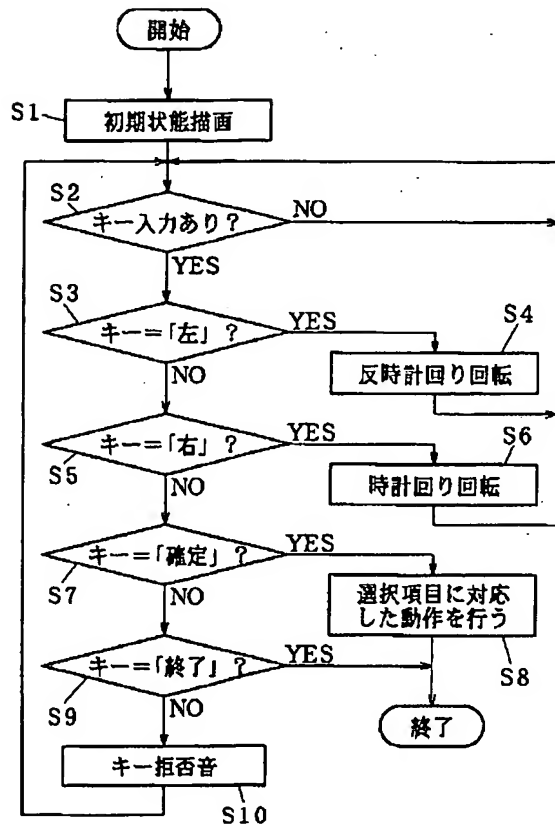 開始
S1
初期状態描画
S2
キー入力あり？
NO
YES
S3
キー=「左」？
YES
S4
反時計回り回転
NO
S6
キー=「右」？
YES
S5
時計回り回転
NO
キー=「確定」？
YES
S7
選択項目に対応
した動作を行う
NO
S8
キー=「終了」？
YES
S9
NO
終了
キー拒否音
S10